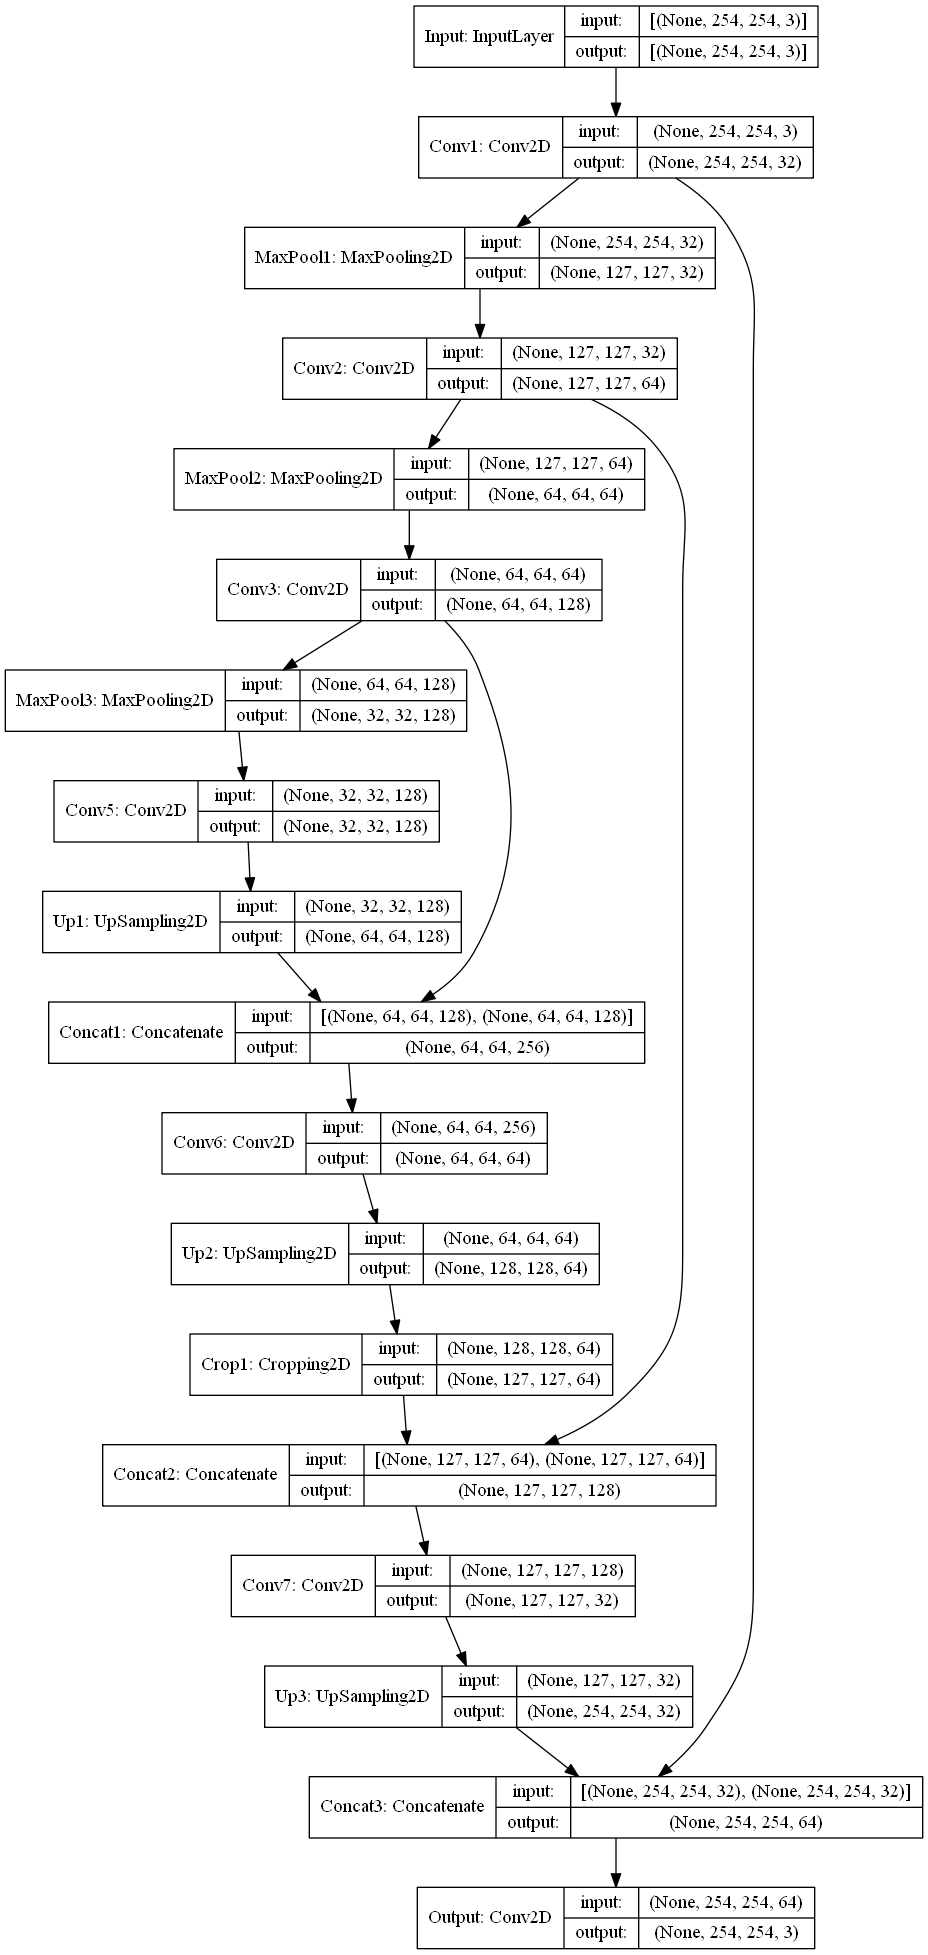 Input: InputLayer
input:
[(None, 254, 254, 3)]
output:
[(None, 254, 254, 3)]
Conv1: Conv2D
input:
(None, 254, 254, 3)
output:
(None, 254, 254, 32)
MaxPool1: MaxPooling2D
input:
(None, 254, 254, 32)
output:
(None, 127, 127, 32)
Conv2: Conv2D
input:
(None, 127, 127, 32)
output:
(None, 127, 127, 64)
MaxPool2: MaxPooling2D
input:
(None, 127, 127, 64)
output:
(None, 64, 64, 64)
Conv3: Conv2D
input:
(None, 64, 64, 64)
output:
(None, 64, 64, 128)
MaxPool3: MaxPooling2D
input:
(None, 64, 64, 128)
output:
(None, 32, 32, 128)
Conv5: Conv2D
input:
(None, 32, 32, 128)
output:
(None, 32, 32, 128)
Up1: UpSampling2D
input:
(None, 32, 32, 128)
output:
(None, 64, 64, 128)
Concat1: Concatenate
input:
[(None, 64, 64, 128), (None, 64, 64, 128)]
output:
(None, 64, 64, 256)
Conv6: Conv2D
input:
(None, 64, 64, 256)
output:
(None, 64, 64, 64)
Up2: UpSampling2D
input:
(None, 64, 64, 64)
output:
(None, 128, 128, 64)
Crop1: Cropping2D
input:
(None, 128, 128, 64)
output:
(None, 127, 127, 64)
Concat2: Concatenate
input:
[(None, 127, 127, 64), (None, 127, 127, 64)]
output:
(None, 127, 127, 128)
Conv7: Conv2D
input:
(None, 127, 127, 128)
output:
(None, 127, 127, 32)
Up3: UpSampling2D
input:
(None, 127, 127, 32)
output:
(None, 254, 254, 32)
Concat3: Concatenate
input:
[(None, 254, 254, 32), (None, 254, 254, 32)]
output:
(None, 254, 254, 64)
Output: Conv2D
input:
(None, 254, 254, 64)
output:
(None, 254, 254, 3)